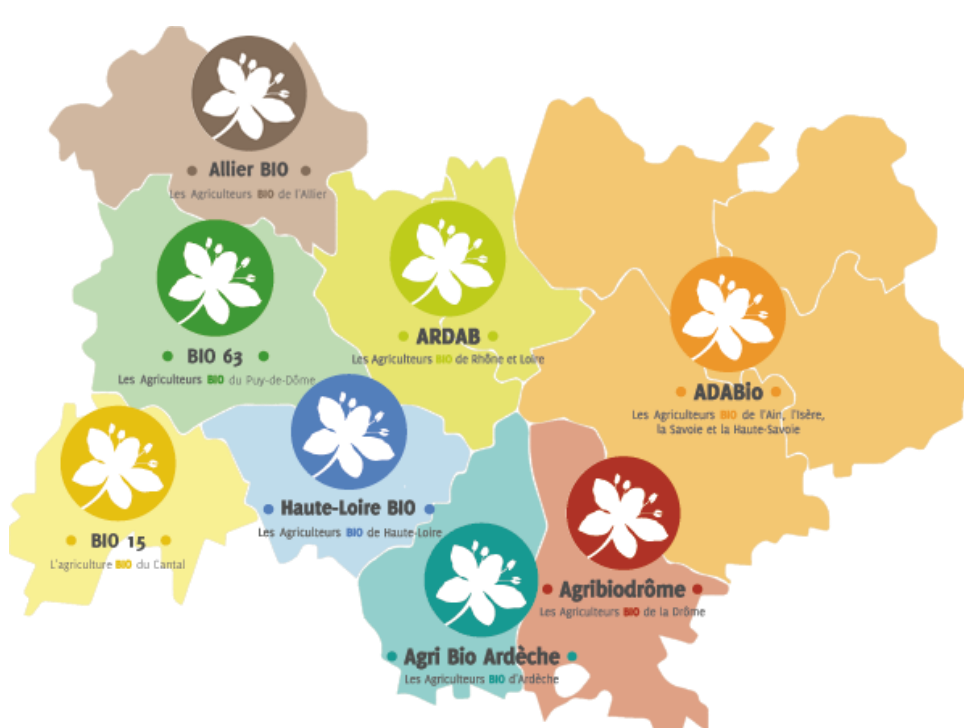 • Allier BIO •
Les Agriculteurs BIO de l'Allier
• BIO 63 •
Les Agriculteurs BIO du Puy-de-Dôme
• ARDAB •
Les Agriculteurs BIO de Rhône et Loire
• ADABio •
Les Agriculteurs BIO de l'Ain, l'Isère,
la Savoie et la Haute-Savoie
• BIO 15 •
L'agriculture BIO du Cantal
• Haute-Loire BIO •
Les Agriculteurs BIO de Haute-Loire
• Agribiodrôme •
Les Agriculteurs BIO de la Drôme
• Agri Bio Ardèche •
Les Agriculteurs BIO d'Ardèche